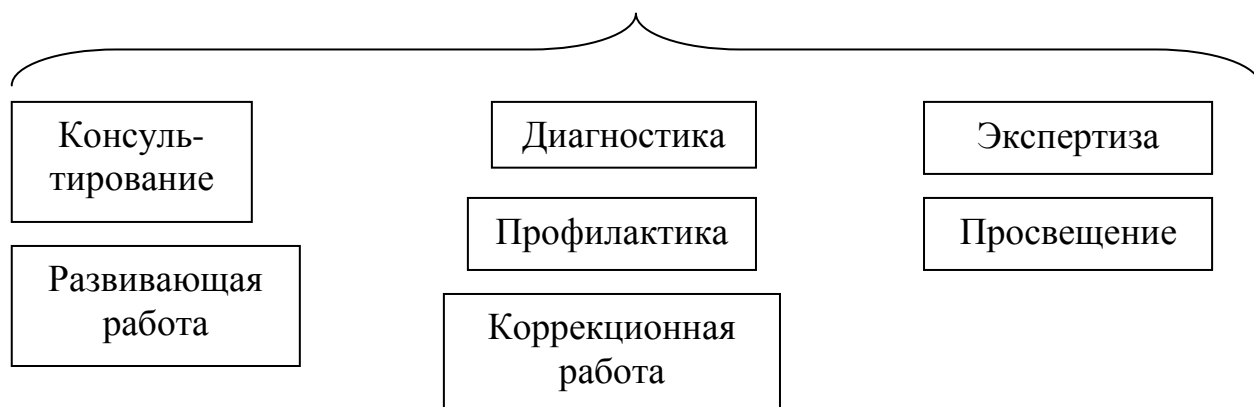 Консуль-
тирование
Диагностика
Экспертиза
Профилактика
Просвещение
Развивающая
работа
Коррекционная
работа